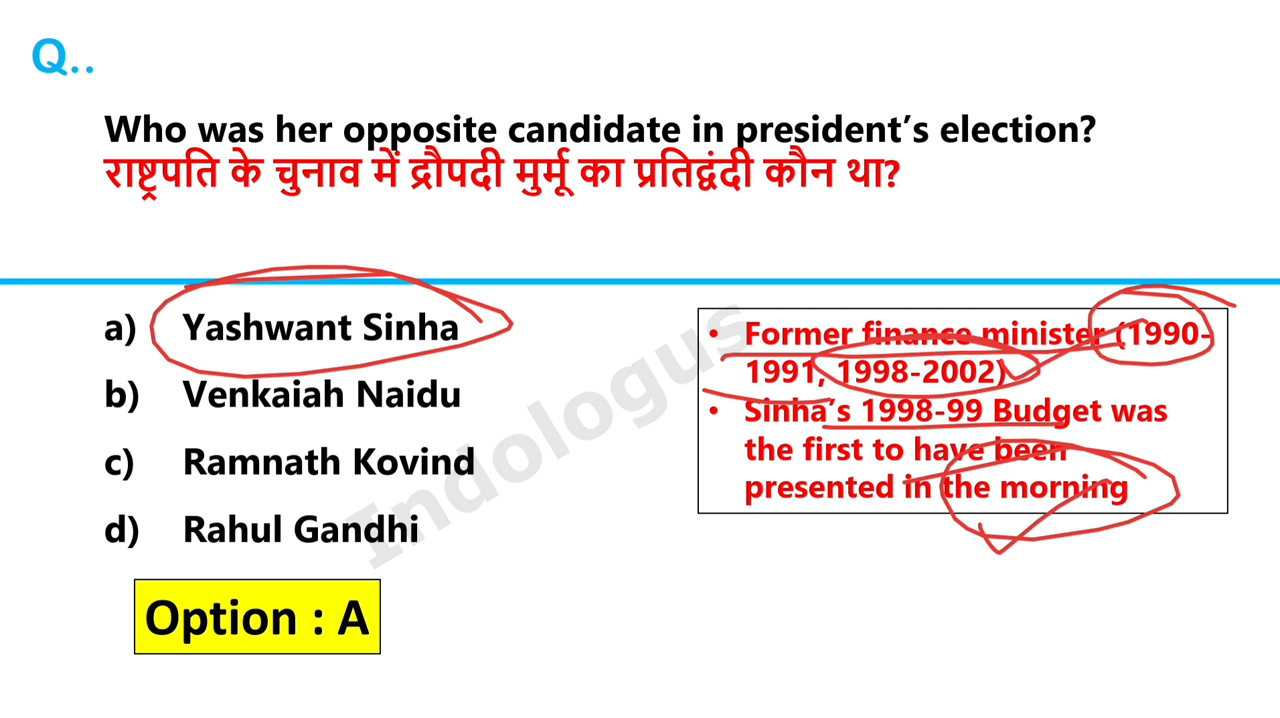 Q..
Who was her opposite candidate in president's election?
राष्ट्रपति के चुनाव में द्रौपदी मुर्मू का प्रतिद्वंदी कौन था?
a) Yashwant Sinha
b) Venkaiah Naidu
c) Ramnath Kovind
d) Rahul Gandhi
Option : A
• Former finance minister (1990-
1991, 1998-2002)
• Sinha's 1998-99 Budget was
the first to have been
presented in the morning
Indologus